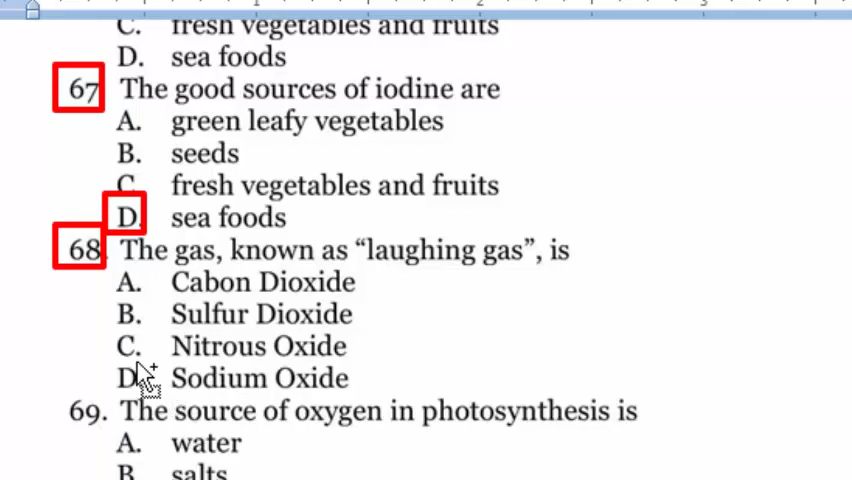 C. fresh vegetables and fruits
D. sea foods
67. The good sources of iodine are
A. green leafy vegetables
B. seeds
C. fresh vegetables and fruits
D. sea foods
68. The gas, known as “laughing gas”, is
A. Cabon Dioxide
B. Sulfur Dioxide
C. Nitrous Oxide
D. Sodium Oxide
69. The source of oxygen in photosynthesis is
A. water
B. salts